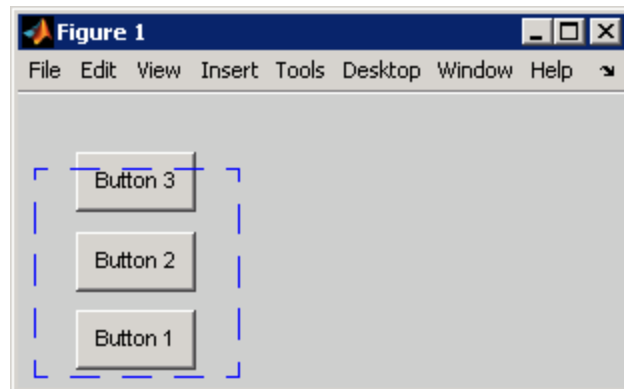 Figure 1
File Edit View Insert Tools Desktop Window Help
Button 3
Button 2
Button 1